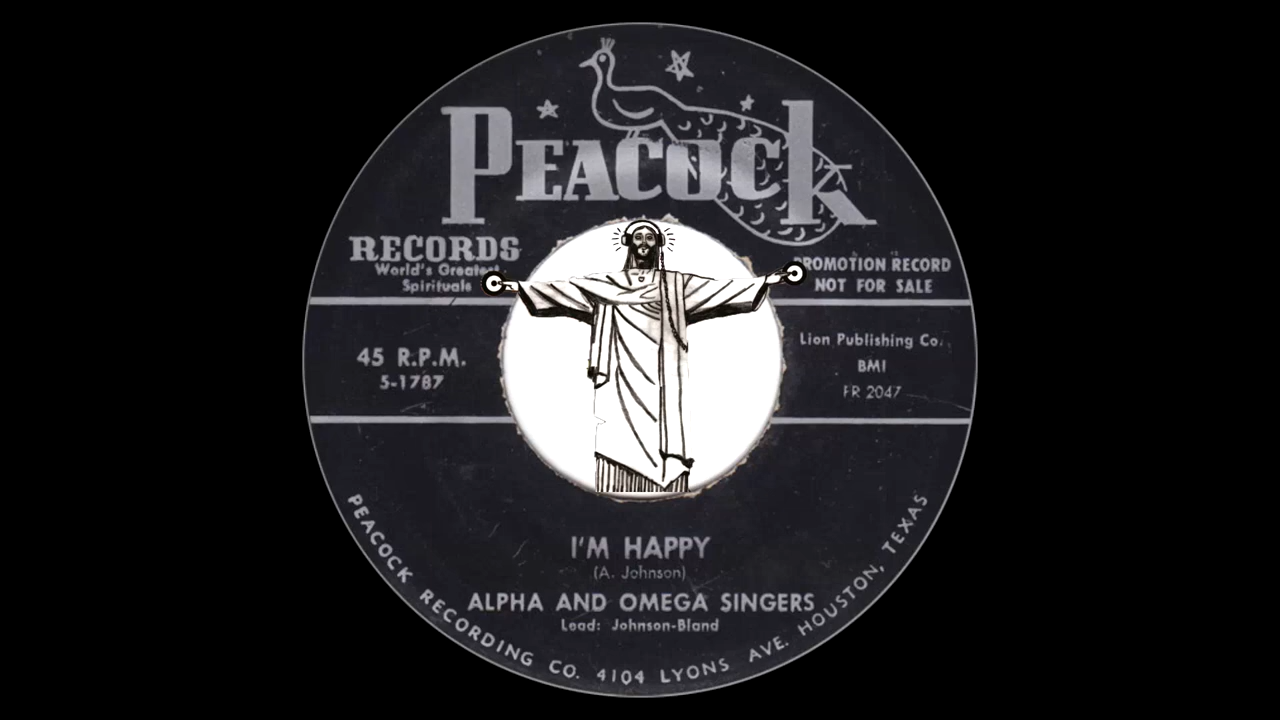 PEACOCK
RECORDS
World's Greatest
Spirituals
PROMOTION RECORD
NOT FOR SALE
45 R.P.M.
5-1787
Lion Publishing Co.
BMI
FR 2047
I'M HAPPY
(A. Johnson)
ALPHA AND OMEGA SINGERS
Lead: Johnson-Bland
PEACOCK RECORDING CO. 4104 LYONS AVE. HOUSTON, TEXAS